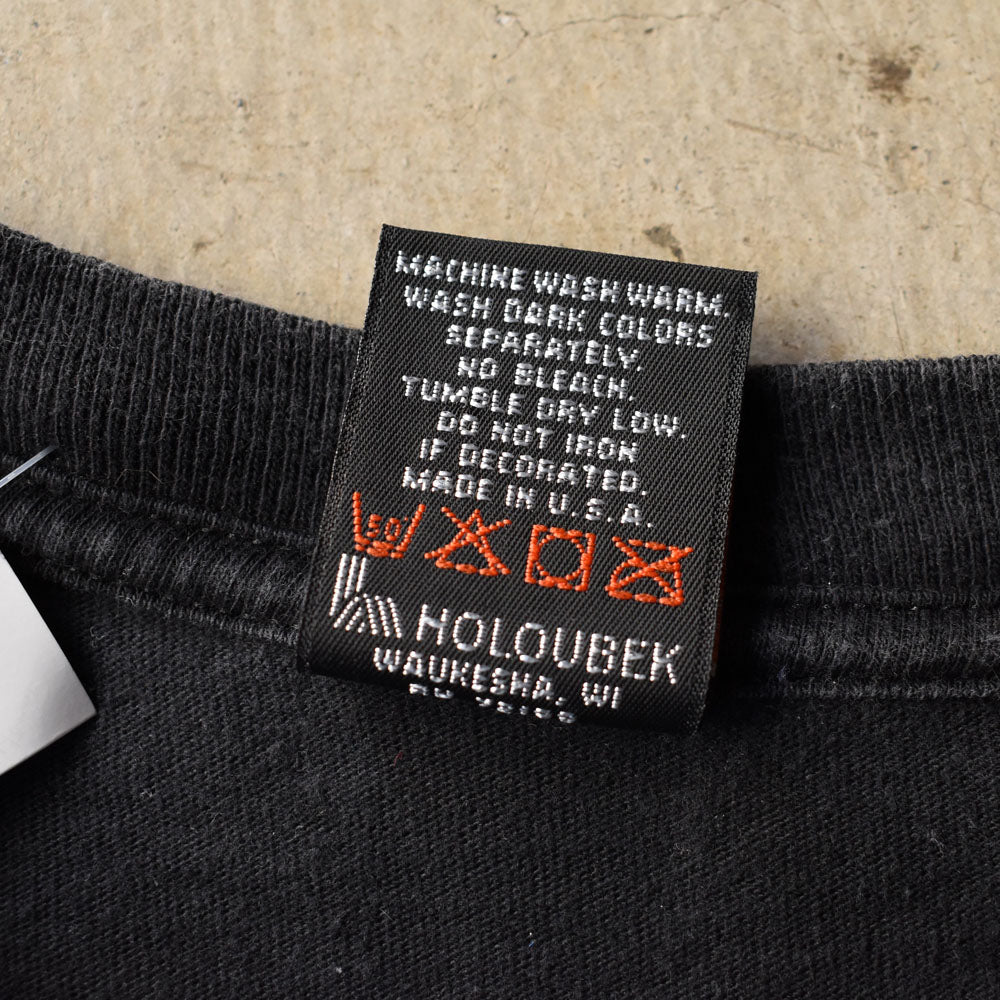 MACHINE WASH WARM.
WASH DARK COLORS
SEPARATELY.
NO BLEACH.
TUMBLE DRY LOW.
DO NOT IRON
IF DECORATED.
MADE IN U.S.A.
50
HOLOUBEK
WAUKESHA, WI